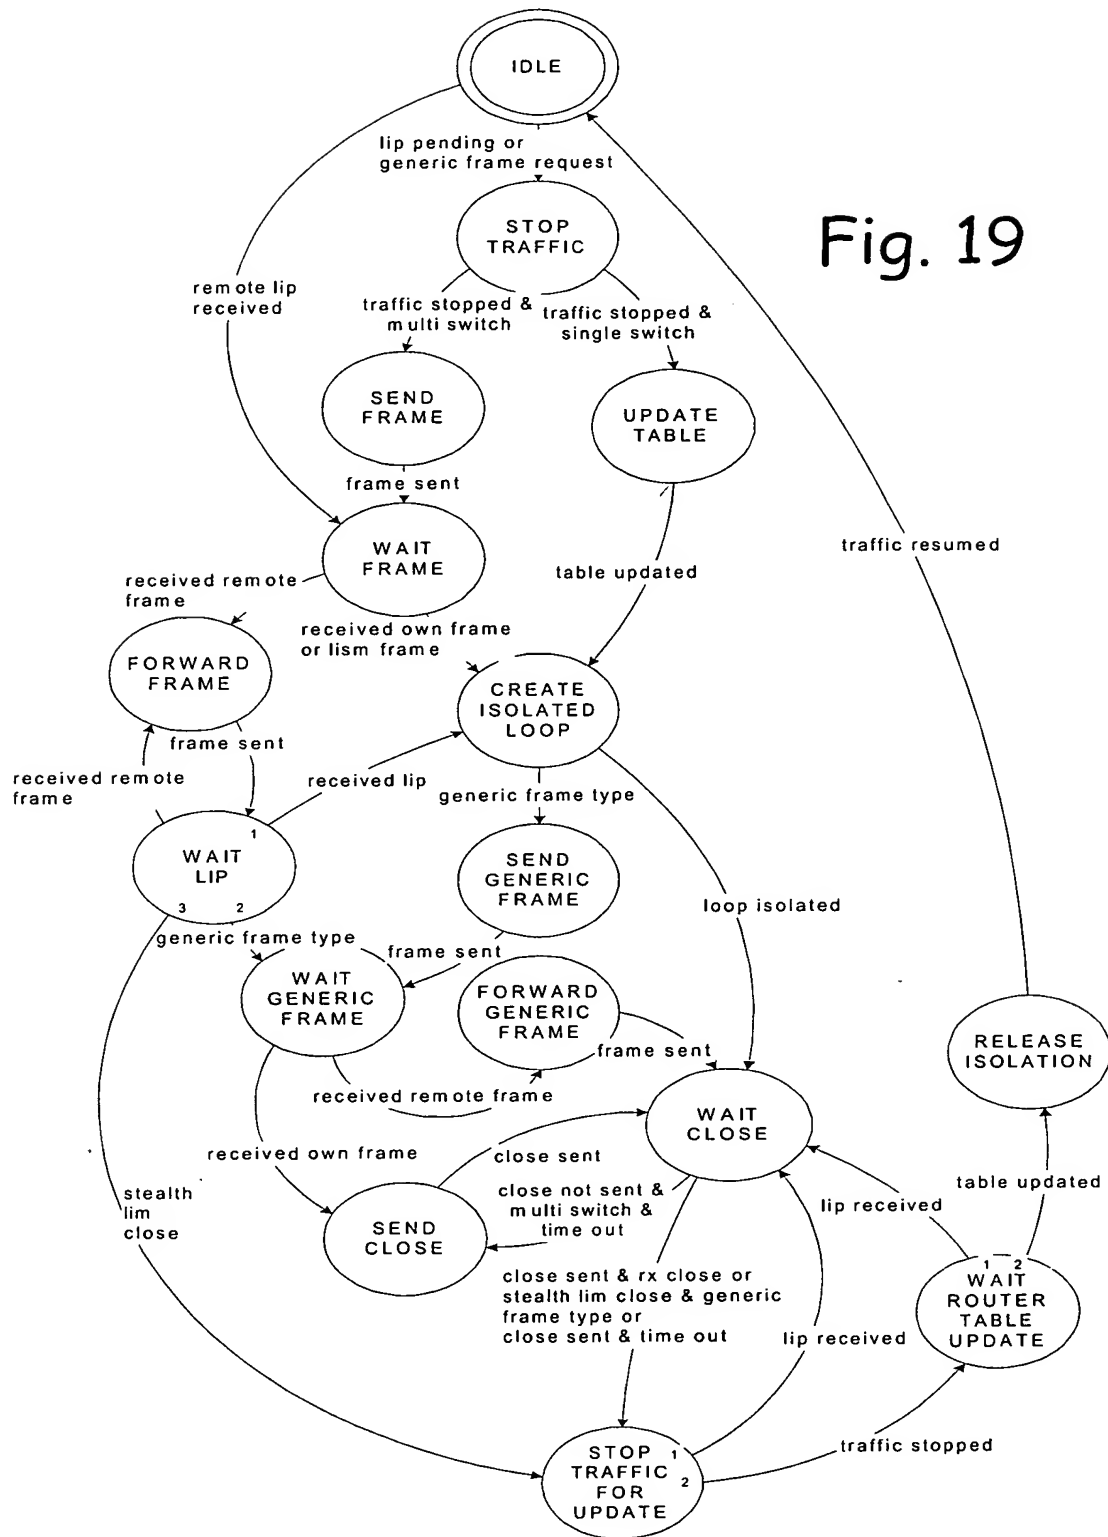 IDLE
lip pending or
generic frame request
STOP
TRAFFIC
Fig. 19
remote lip
received
traffic stopped &
multi switch
traffic stopped &
single switch
SEND
FRAME
UPDATE
TABLE
frame sent
WAIT
FRAME
traffic resumed
table updated
received remote
frame
received own frame
or lism frame
FORWARD
FRAME
CREATE
ISOLATED
LOOP
frame sent
received remote
frame
received lip
generic frame type
WAIT
LIP
1
2
3
SEND
GENERIC
FRAME
loop isolated
generic frame type
frame sent
WAIT
GENERIC
FRAME
FORWARD
GENERIC
FRAME
frame sent
RELEASE
ISOLATION
received remote frame
WAIT
CLOSE
received own frame
close sent
stealth
lim
close
close not sent &
multi switch &
time out
SEND
CLOSE
lip received
table updated
1 2
WAIT
ROUTER
TABLE
UPDATE
close sent & rx close or
stealth lim close & generic
frame type or
close sent & time out
lip received
traffic stopped
STOP
TRAFFIC
FOR
UPDATE
1
2